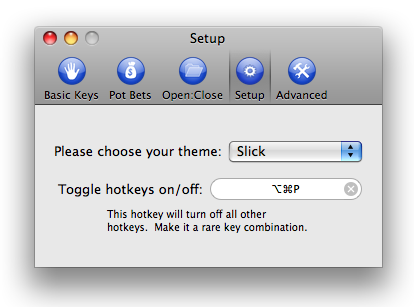 Setup
Basic Keys Pot Bets Open:Close Setup Advanced
Please choose your theme: Slick
Toggle hotkeys on/off: ⌥⌘P
This hotkey will turn off all other
hotkeys. Make it a rare key combination.